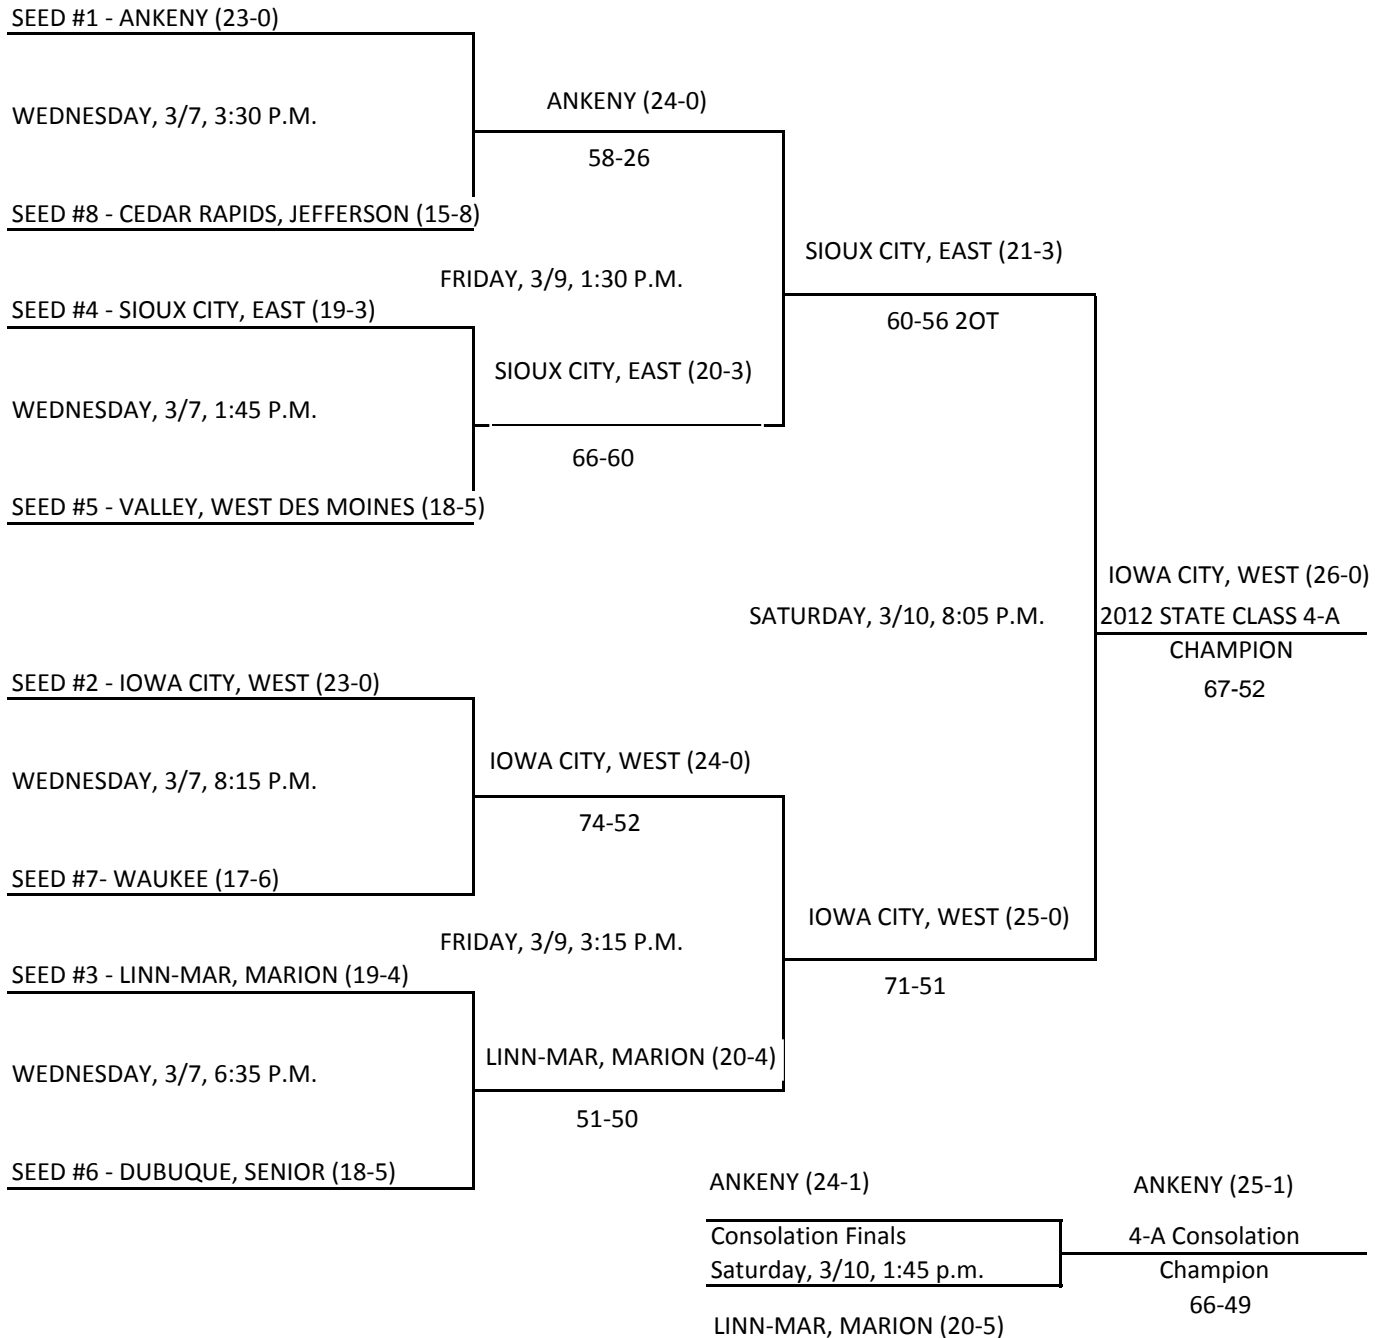 SEED #1 - ANKENY (23-0)
WEDNESDAY, 3/7, 3:30 P.M.
ANKENY (24-0)
58-26
SEED #8 - CEDAR RAPIDS, JEFFERSON (15-8)
SIOUX CITY, EAST (21-3)
FRIDAY, 3/9, 1:30 P.M.
SEED #4 - SIOUX CITY, EAST (19-3)
60-56 2OT
SIOUX CITY, EAST (20-3)
WEDNESDAY, 3/7, 1:45 P.M.
66-60
SEED #5 - VALLEY, WEST DES MOINES (18-5)
IOWA CITY, WEST (26-0)
SATURDAY, 3/10, 8:05 P.M.
2012 STATE CLASS 4-A
CHAMPION
67-52
SEED #2 - IOWA CITY, WEST (23-0)
IOWA CITY, WEST (24-0)
WEDNESDAY, 3/7, 8:15 P.M.
74-52
SEED #7- WAUKEE (17-6)
IOWA CITY, WEST (25-0)
FRIDAY, 3/9, 3:15 P.M.
SEED #3 - LINN-MAR, MARION (19-4)
71-51
LINN-MAR, MARION (20-4)
WEDNESDAY, 3/7, 6:35 P.M.
51-50
SEED #6 - DUBUQUE, SENIOR (18-5)
ANKENY (24-1)
ANKENY (25-1)
Consolation Finals
4-A Consolation
Saturday, 3/10, 1:45 p.m.
Champion
66-49
LINN-MAR, MARION (20-5)